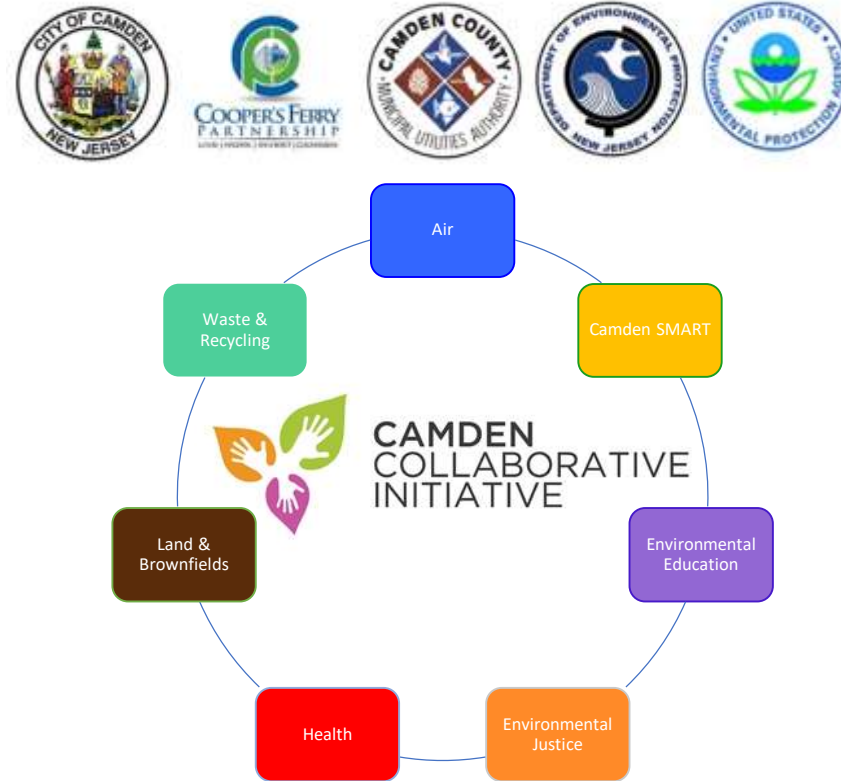 CITY OF CAMDEN
NEW JERSEY
COOPER'S FERRY
PARTNERSHIP
CAMDEN COUNTY
MUNICIPAL UTILITIES AUTHORITY
DEPARTMENT OF ENVIRONMENTAL PROTECTION
NEW JERSEY
UNITED STATES
ENVIRONMENTAL PROTECTION AGENCY
Air
Waste &
Recycling
Camden SMART
CAMDEN
COLLABORATIVE
INITIATIVE
Land &
Brownfields
Environmental
Education
Health
Environmental
Justice